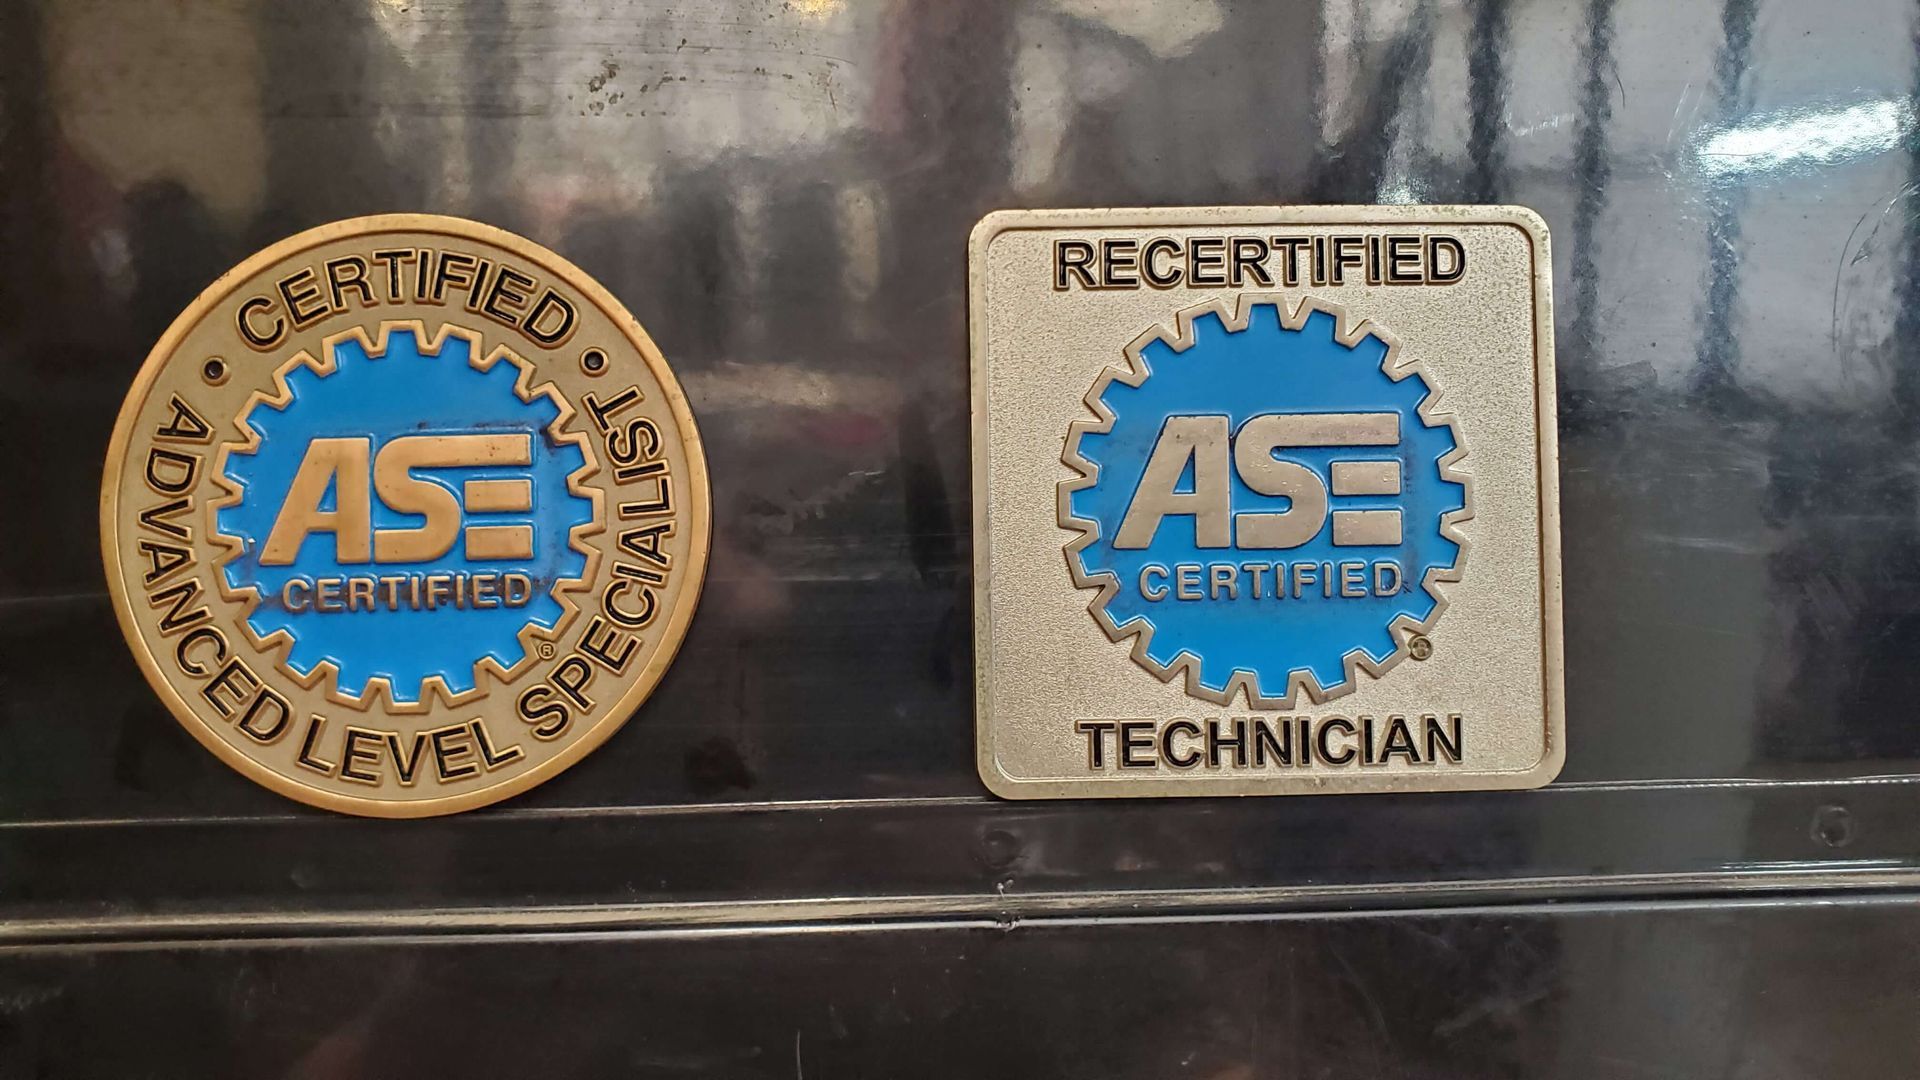 CERTIFIED
ASE
CERTIFIED
®
• ADVANCED LEVEL SPECIALIST •
RECERTIFIED
ASE
CERTIFIED
®
TECHNICIAN